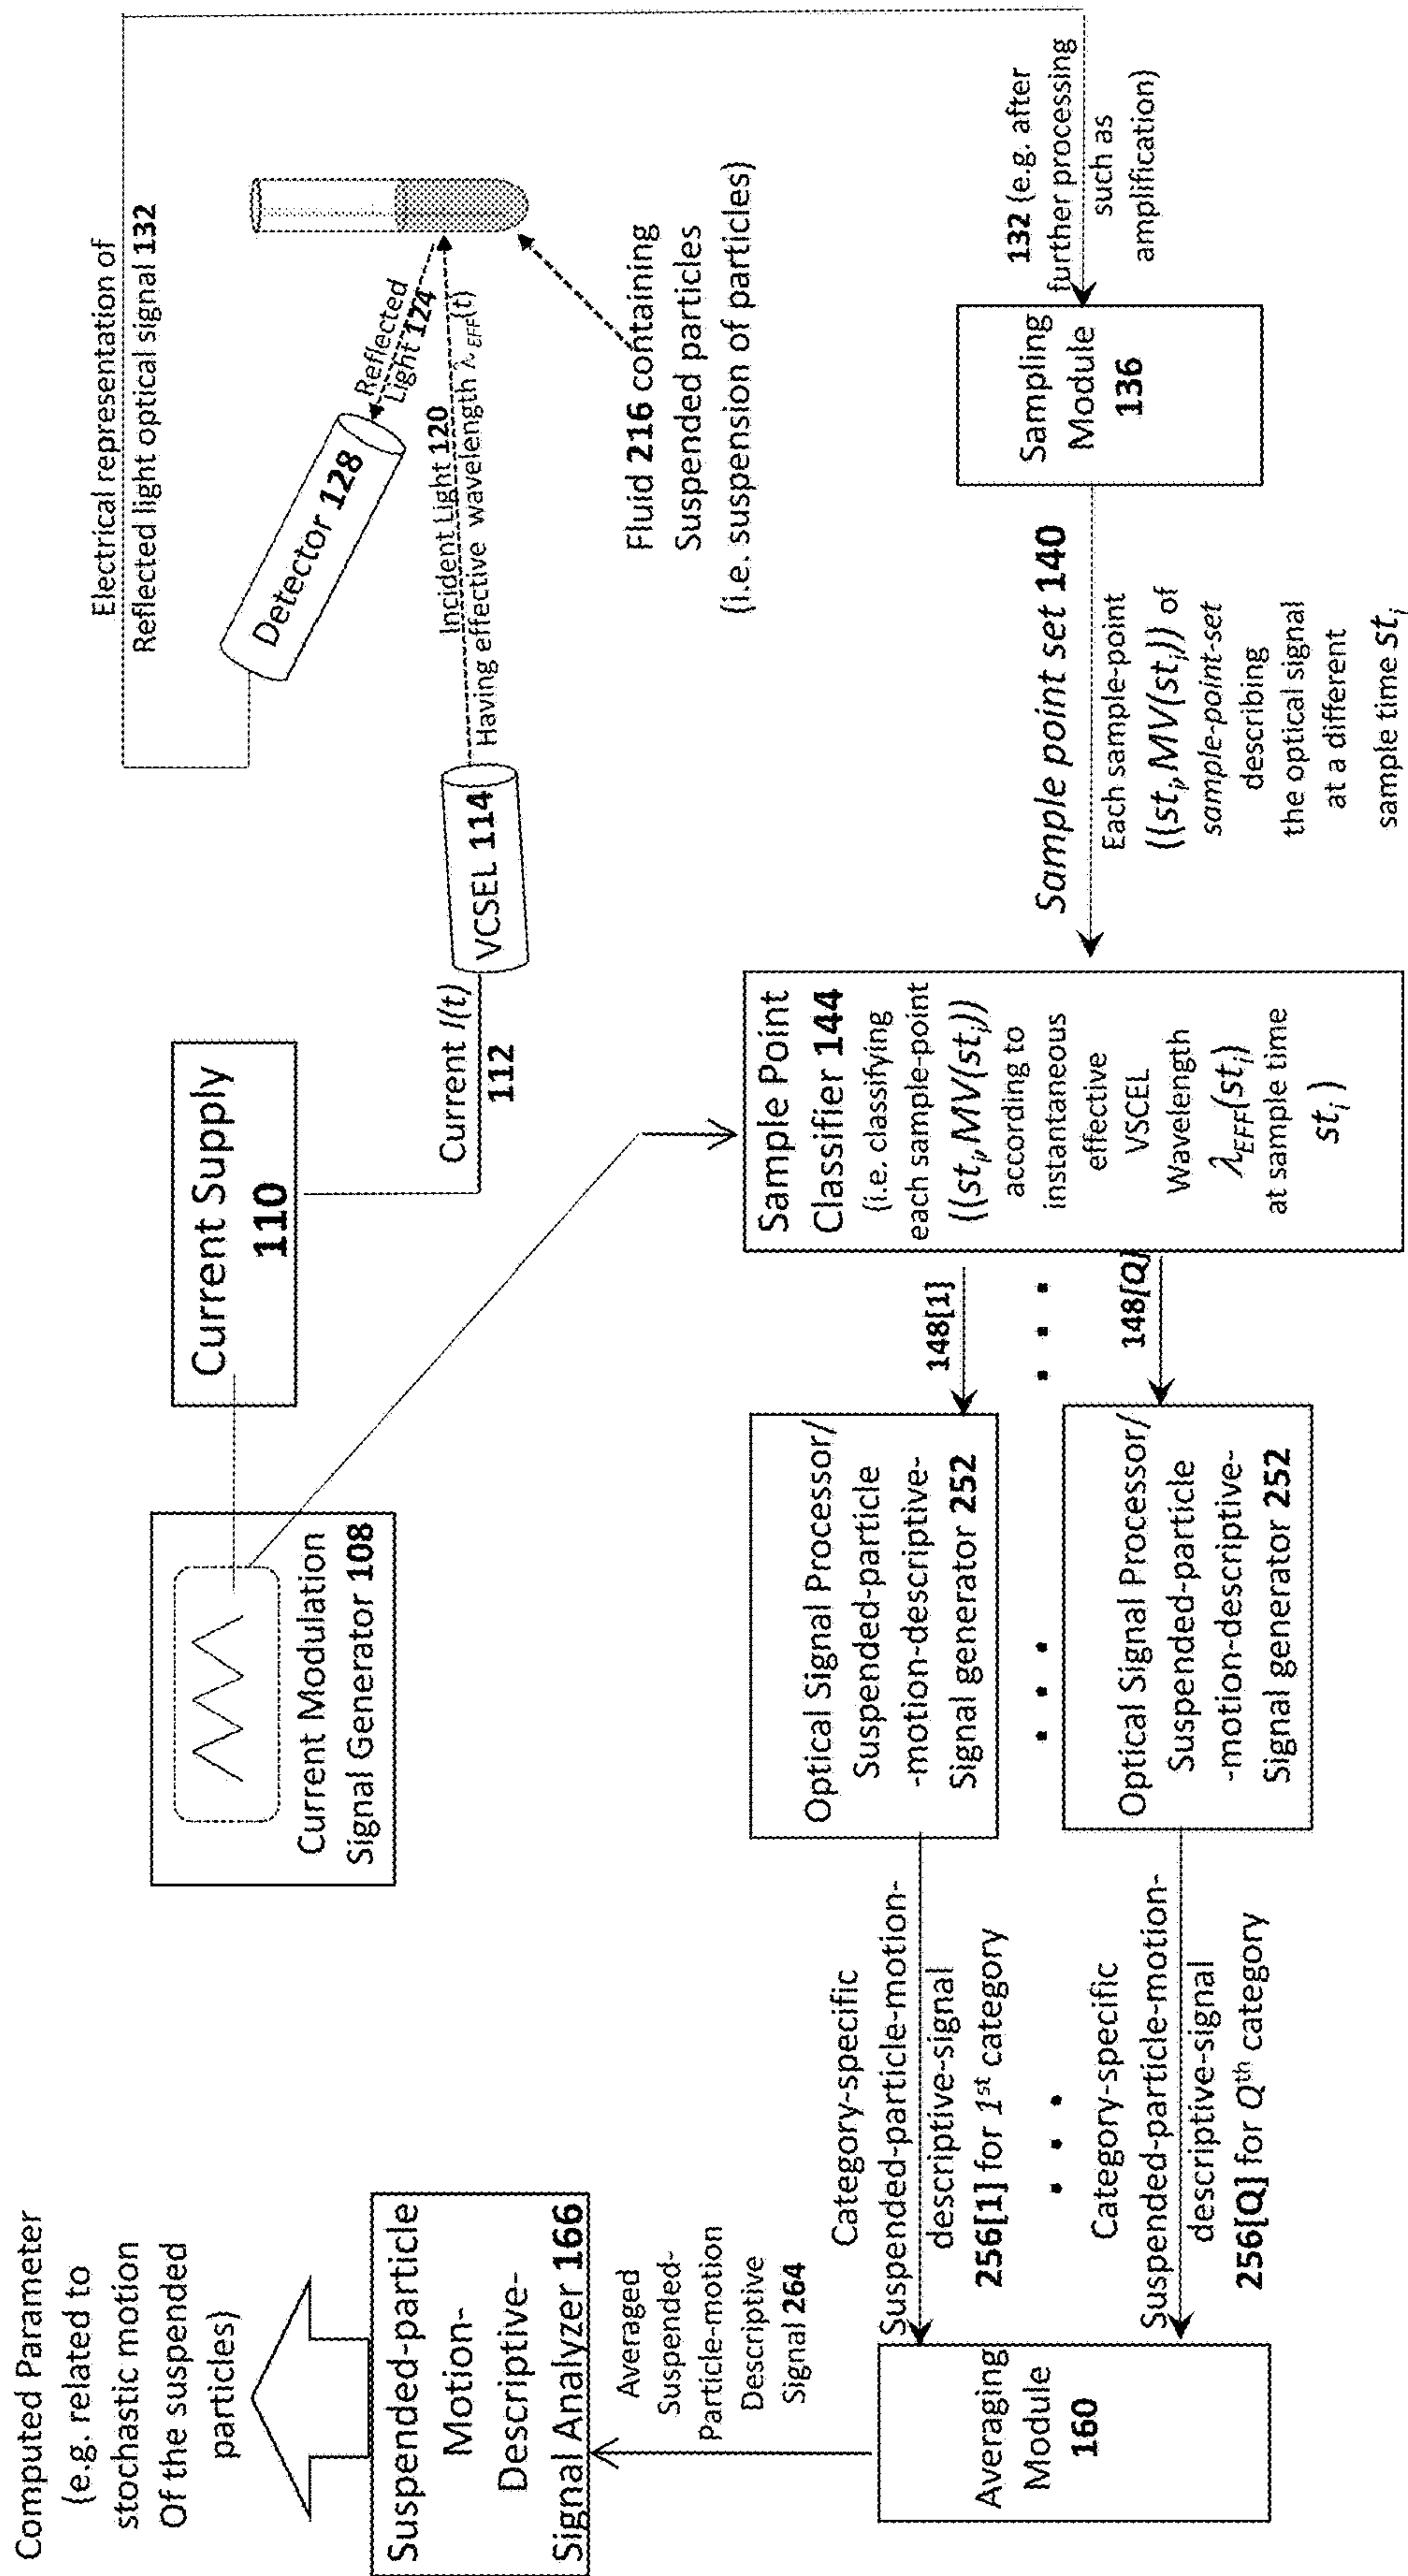 Computed Parameter
(e.g. related to
stochastic motion
Of the suspended
particles)
Suspended-particle
Motion-
Descriptive-
Signal Analyzer 166
Averaged
Suspended-
Particle-motion
Descriptive
Signal 264
Averaging
Module
160
Current Modulation
Signal Generator 108
Current Supply
110
Current I(t)
112
VCSEL 114
Electrical representation of
Reflected light optical signal 132
Detector 128
Reflected
Light 124
Incident Light 120
Having effective wavelength λ EFF(t)
Fluid 216 containing
Suspended particles
(i.e. suspension of particles)
Category-specific
Suspended-particle-motion-
descriptive-signal
256[1] for 1st category
Category-specific
Suspended-particle-motion-
descriptive-signal
256[Q] for Qth category
Optical Signal Processor/
Suspended-particle
-motion-descriptive-
Signal generator 252
Optical Signal Processor/
Suspended-particle
-motion-descriptive-
Signal generator 252
148[1]
148[Q]
Sample Point
Classifier 144
(i.e. classifying
each sample-point
((sti,MV(sti))
according to
instantaneous
effective
VSCEL
Wavelength
λEFF(sti)
at sample time
sti )
Sample point set 140
Each sample-point
((sti,MV(sti)) of
sample-point-set
describing
the optical signal
at a different
sample time sti
Sampling
Module
136
132 (e.g. after
further processing
such as
amplification)